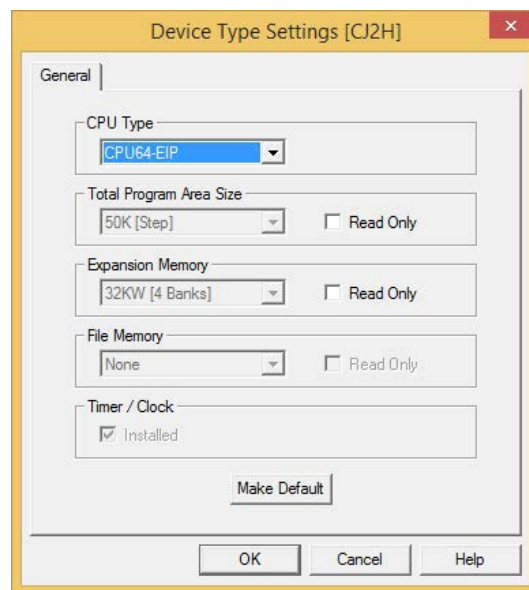 Device Type Settings [CJ2H]
General
CPU Type
CPU64-EIP
Total Program Area Size
50K [Step]
Read Only
Expansion Memory
32KW [4 Banks]
Read Only
File Memory
None
Read Only
Timer / Clock
Installed
Make Default
OK Cancel Help